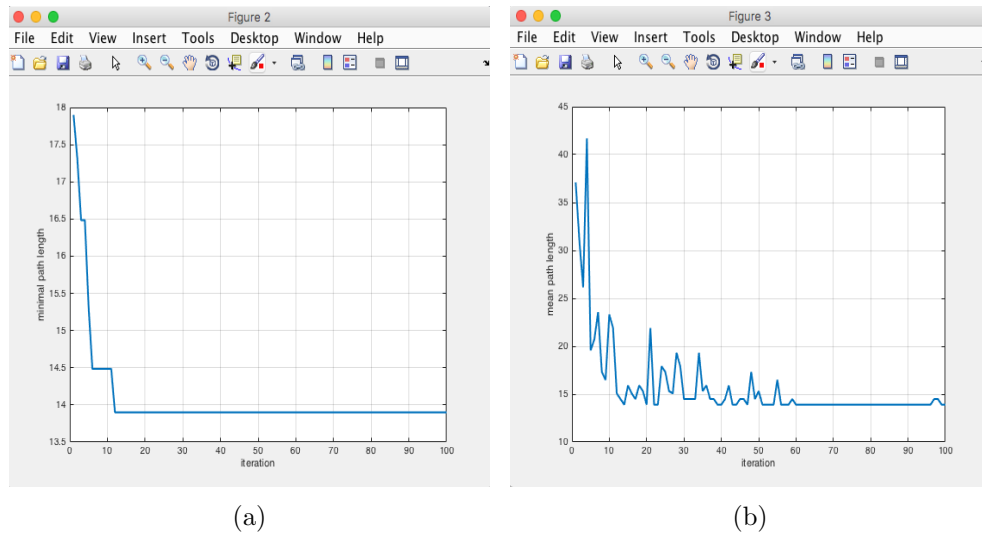 Figure 2
File Edit View Insert Tools Desktop Window Help
18
17.5
17
16.5
16
15.5
15
14.5
14
13.5
minimal path length
0 10 20 30 40 50 60 70 80 90 100
iteration
(a)
Figure 3
File Edit View Insert Tools Desktop Window Help
45
40
35
30
25
20
15
10
mean path length
0 10 20 30 40 50 60 70 80 90 100
iteration
(b)